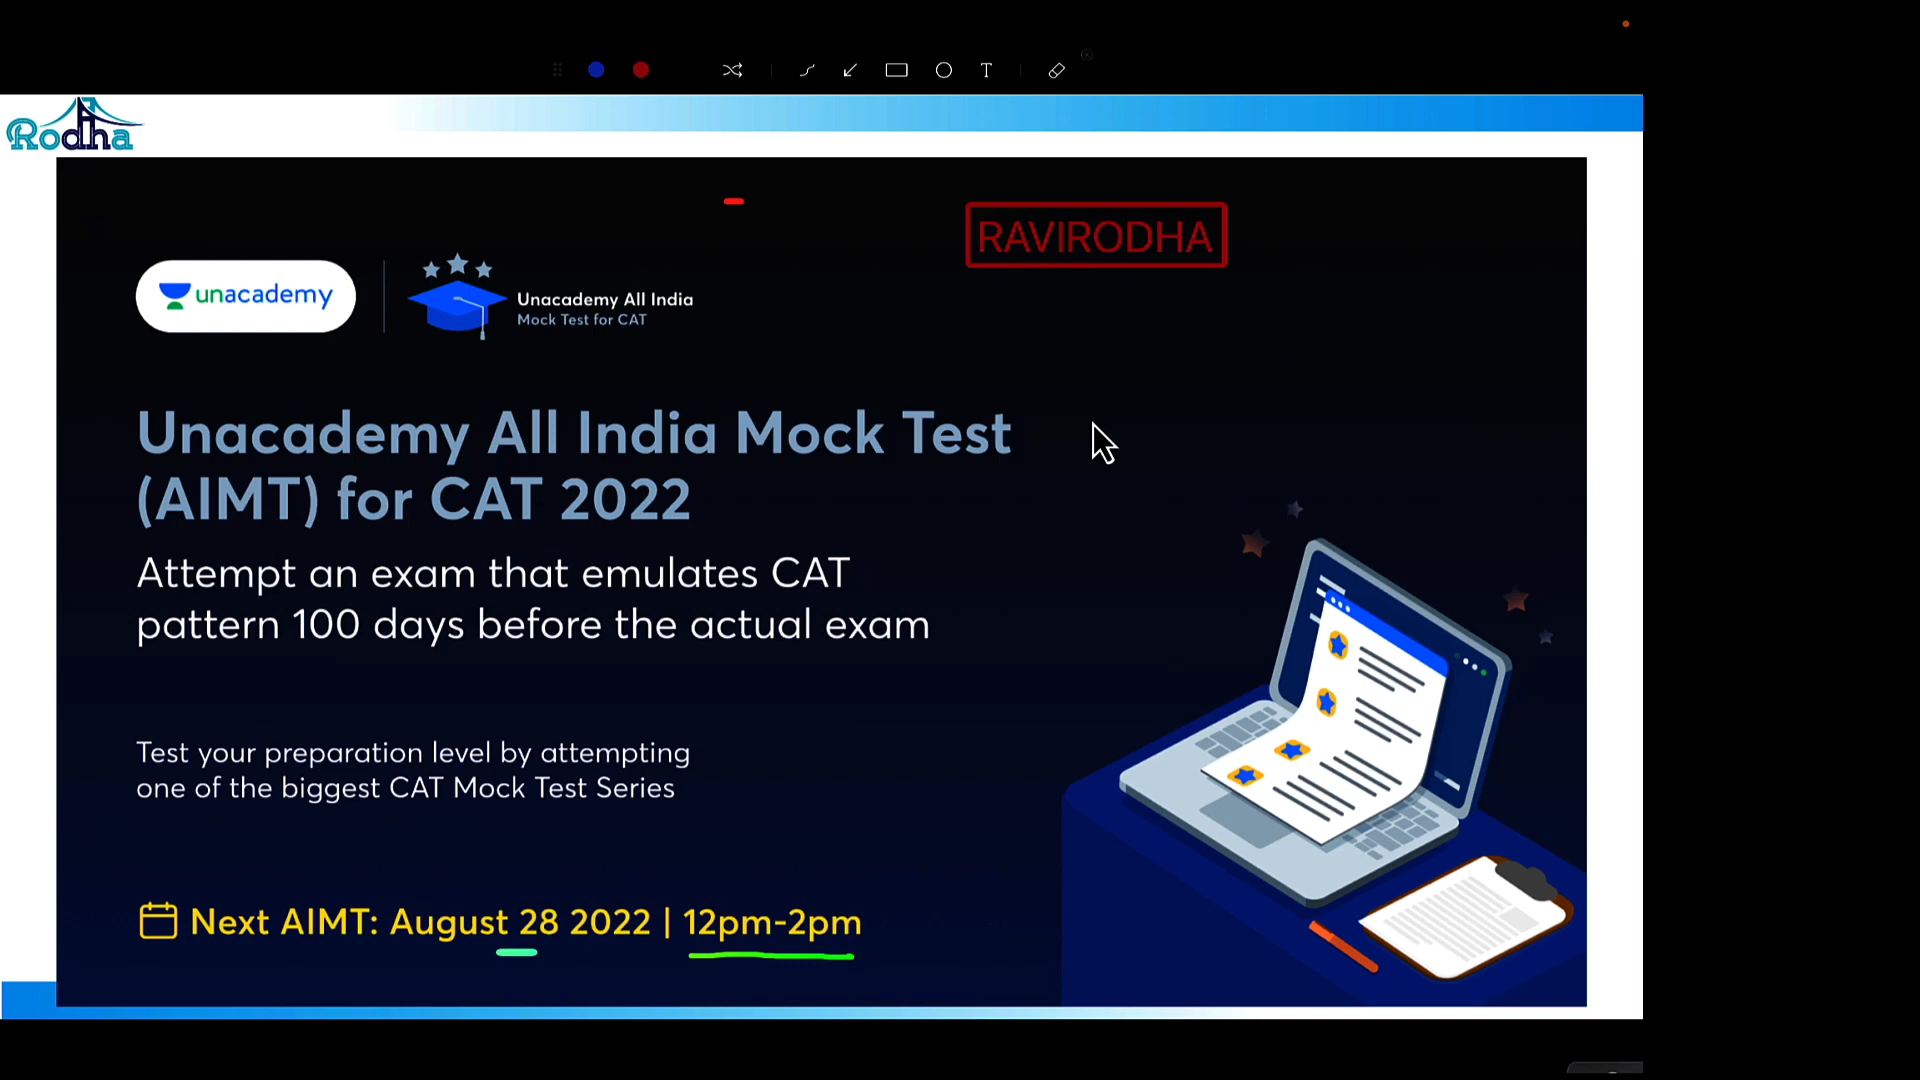 Rodha
RAVIRODHA
unacademy
Unacademy All India
Mock Test for CAT
Unacademy All India Mock Test
(AIMT) for CAT 2022
Attempt an exam that emulates CAT
pattern 100 days before the actual exam
Test your preparation level by attempting
one of the biggest CAT Mock Test Series
Next AIMT: August 28 2022 | 12pm-2pm